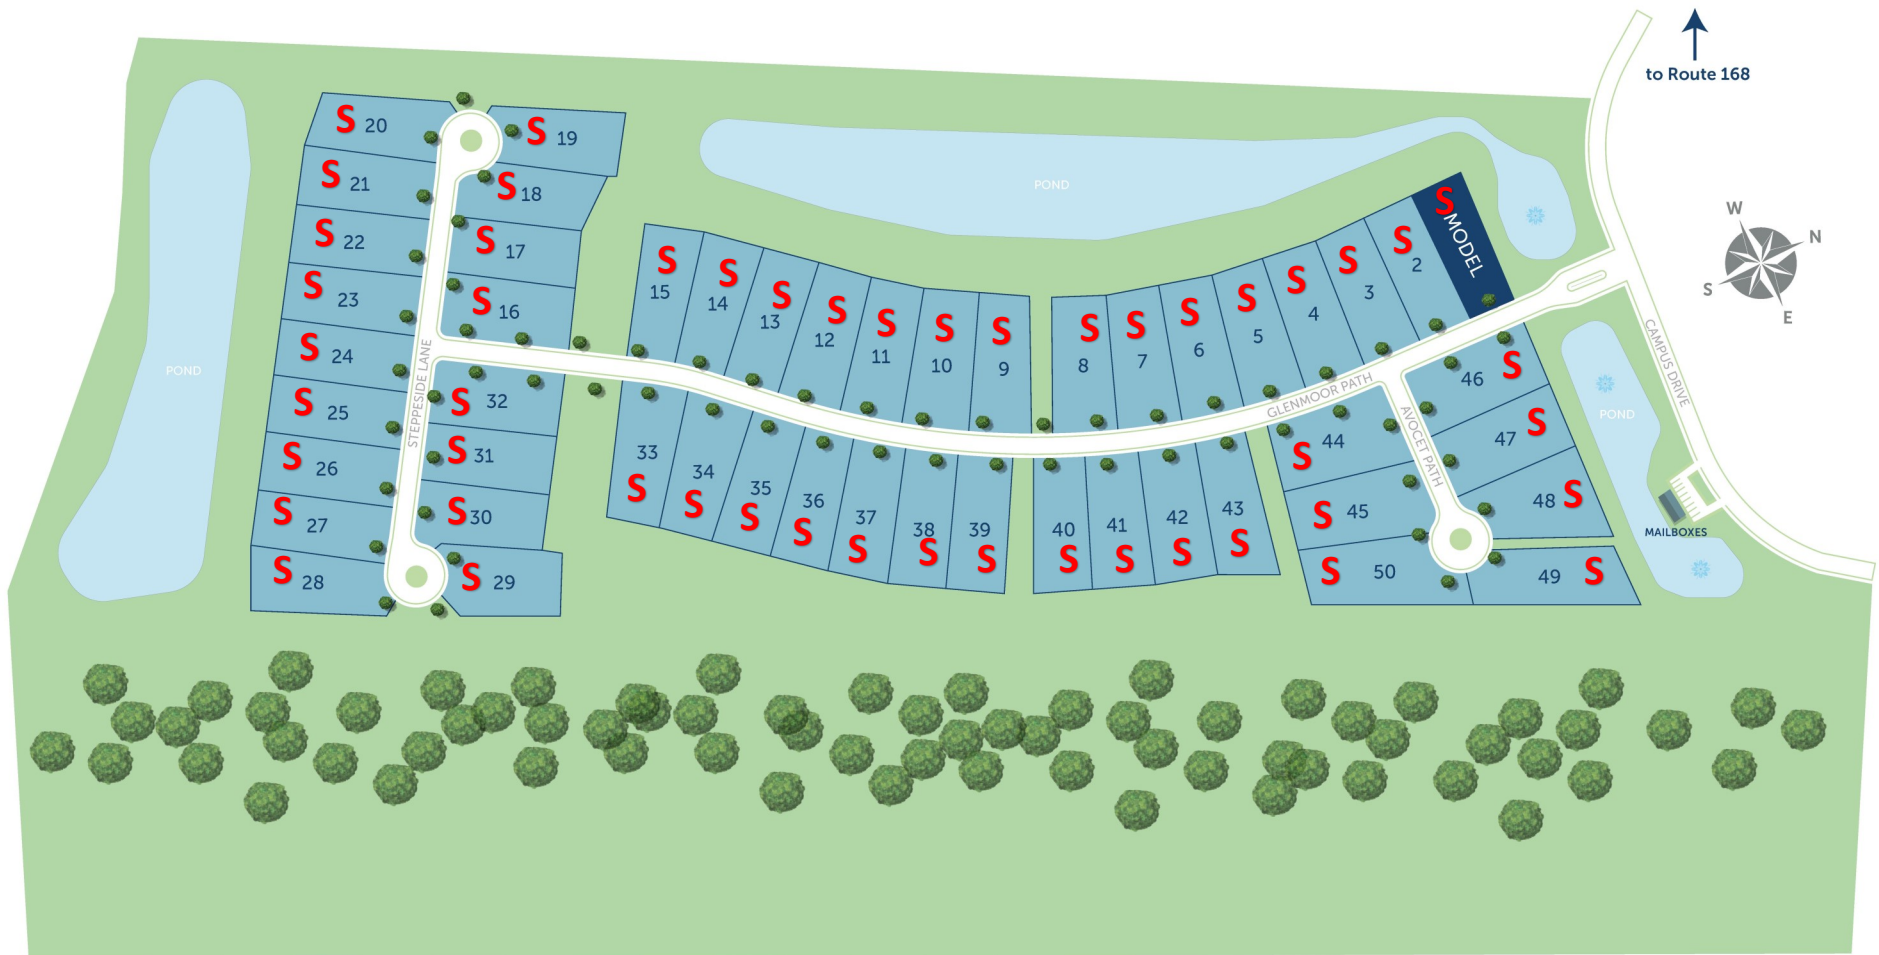 to Route 168
W
N
S
E
POND
POND
POND
S 20
S 19
S 21
S 18
S 22
S 17
S 23
S 16
S 24
S 25
S 32
S 26
S 31
S 27
S 30
S 28
S 29
STEPPESIDE LANE
S
15
S
14
S
13
S
12
S
11
S
10
S
9
S
8
S
7
S
6
S
5
S
4
S
3
S
2
S
MODEL
GLENMOOR PATH
AVOCET PATH
CAMPUS DRIVE
33
S
34
S
35
S
36
S
37
S
38
S
39
S
40
S
41
S
42
S
43
S
44
S
S 45
S 50
46 S
47 S
48 S
49 S
MAILBOXES